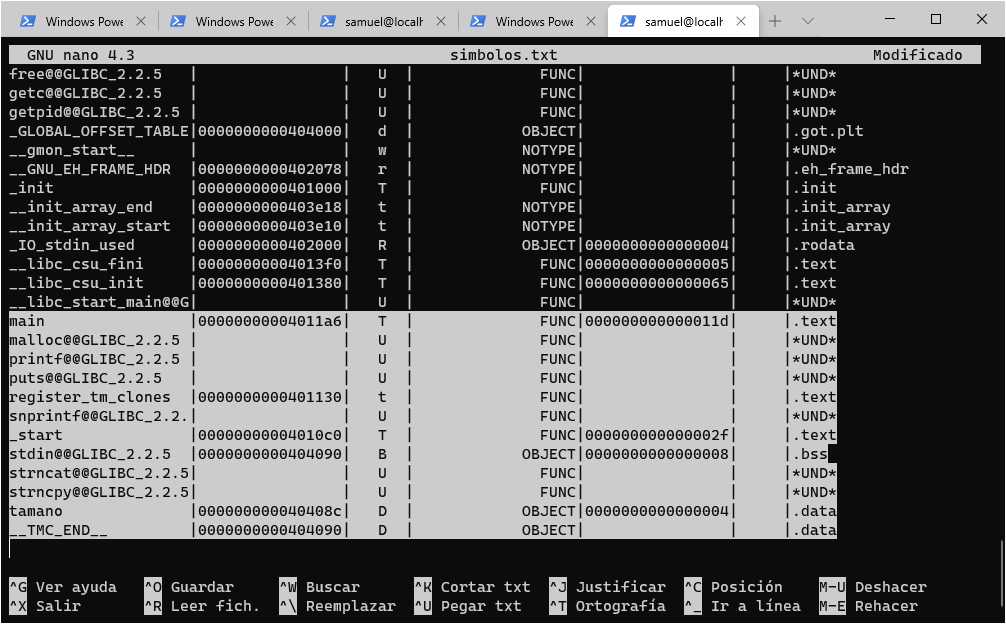 Windows Powe Windows Powe samuel@localh Windows Powe samuel@localh
GNU nano 4.3 simbolos.txt Modificado
free@@GLIBC_2.2.5   |                |   U  |              FUNC|                |     |*UND*
getc@@GLIBC_2.2.5   |                |   U  |              FUNC|                |     |*UND*
getpid@@GLIBC_2.2.5 |                |   U  |              FUNC|                |     |*UND*
_GLOBAL_OFFSET_TABLE|0000000000404000|   d  |            OBJECT|                |     |.got.plt
__gmon_start__      |                |   w  |            NOTYPE|                |     |*UND*
__GNU_EH_FRAME_HDR  |0000000000402078|   r  |            NOTYPE|                |     |.eh_frame_hdr
_init               |0000000000401000|   T  |              FUNC|                |     |.init
__init_array_end    |0000000000403e18|   t  |            NOTYPE|                |     |.init_array
__init_array_start  |0000000000403e10|   t  |            NOTYPE|                |     |.init_array
_IO_stdin_used      |0000000000402000|   R  |            OBJECT|0000000000000004|     |.rodata
__libc_csu_fini     |00000000004013f0|   T  |              FUNC|0000000000000005|     |.text
__libc_csu_init     |0000000000401380|   T  |              FUNC|0000000000000065|     |.text
__libc_start_main@@G|                |   U  |              FUNC|                |     |*UND*
main                |00000000004011a6|   T  |              FUNC|000000000000011d|     |.text
malloc@@GLIBC_2.2.5 |                |   U  |              FUNC|                |     |*UND*
printf@@GLIBC_2.2.5 |                |   U  |              FUNC|                |     |*UND*
puts@@GLIBC_2.2.5   |                |   U  |              FUNC|                |     |*UND*
register_tm_clones  |0000000000401130|   t  |              FUNC|                |     |.text
snprintf@@GLIBC_2.2.|                |   U  |              FUNC|                |     |*UND*
_start              |00000000004010c0|   T  |              FUNC|000000000000002f|     |.text
stdin@@GLIBC_2.2.5  |0000000000404090|   B  |            OBJECT|0000000000000008|     |.bss
strncat@@GLIBC_2.2.5|                |   U  |              FUNC|                |     |*UND*
strncpy@@GLIBC_2.2.5|                |   U  |              FUNC|                |     |*UND*
tamano              |000000000040408c|   D  |            OBJECT|0000000000000004|     |.data
__TMC_END__         |0000000000404090|   D  |            OBJECT|                |     |.data
^G Ver ayuda ^O Guardar ^W Buscar ^K Cortar txt ^J Justificar ^C Posición M-U Deshacer
^X Salir ^R Leer fich. ^\ Reemplazar ^U Pegar txt ^T Ortografía ^_ Ir a línea M-E Rehacer